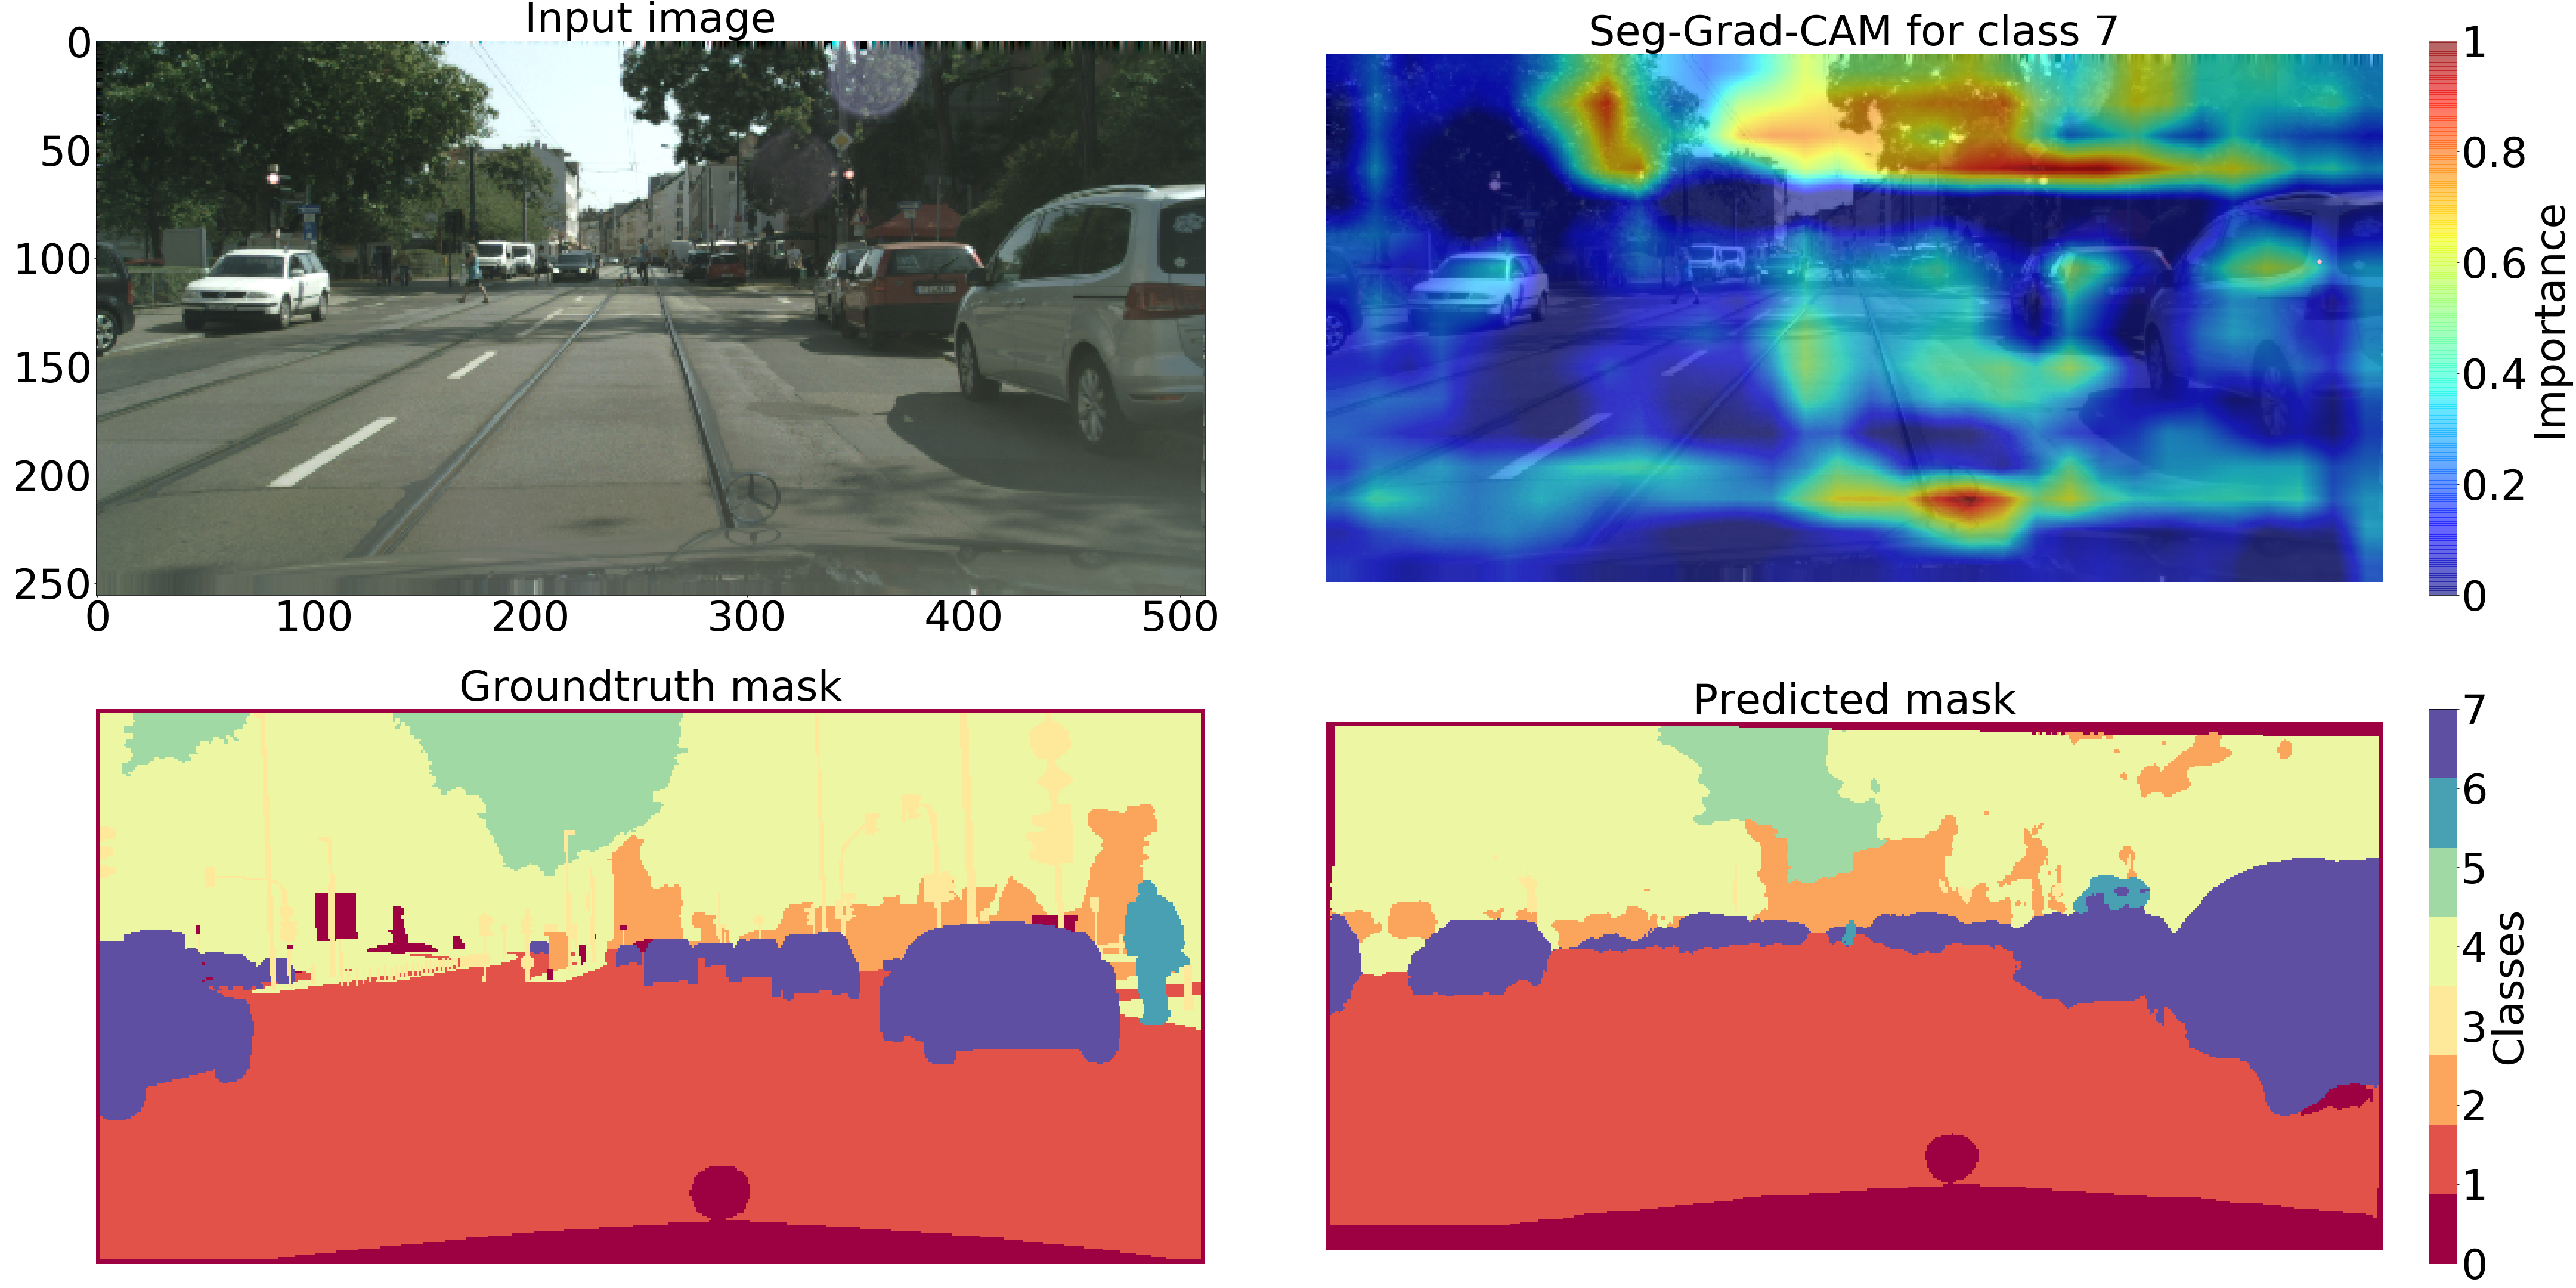 Input image
0
50
100
150
200
250
0 100 200 300 400 500
Seg-Grad-CAM for class 7
1
0.8
0.6
0.4
0.2
0
Importance
Groundtruth mask
Predicted mask
7
6
5
4
3
2
1
0
Classes